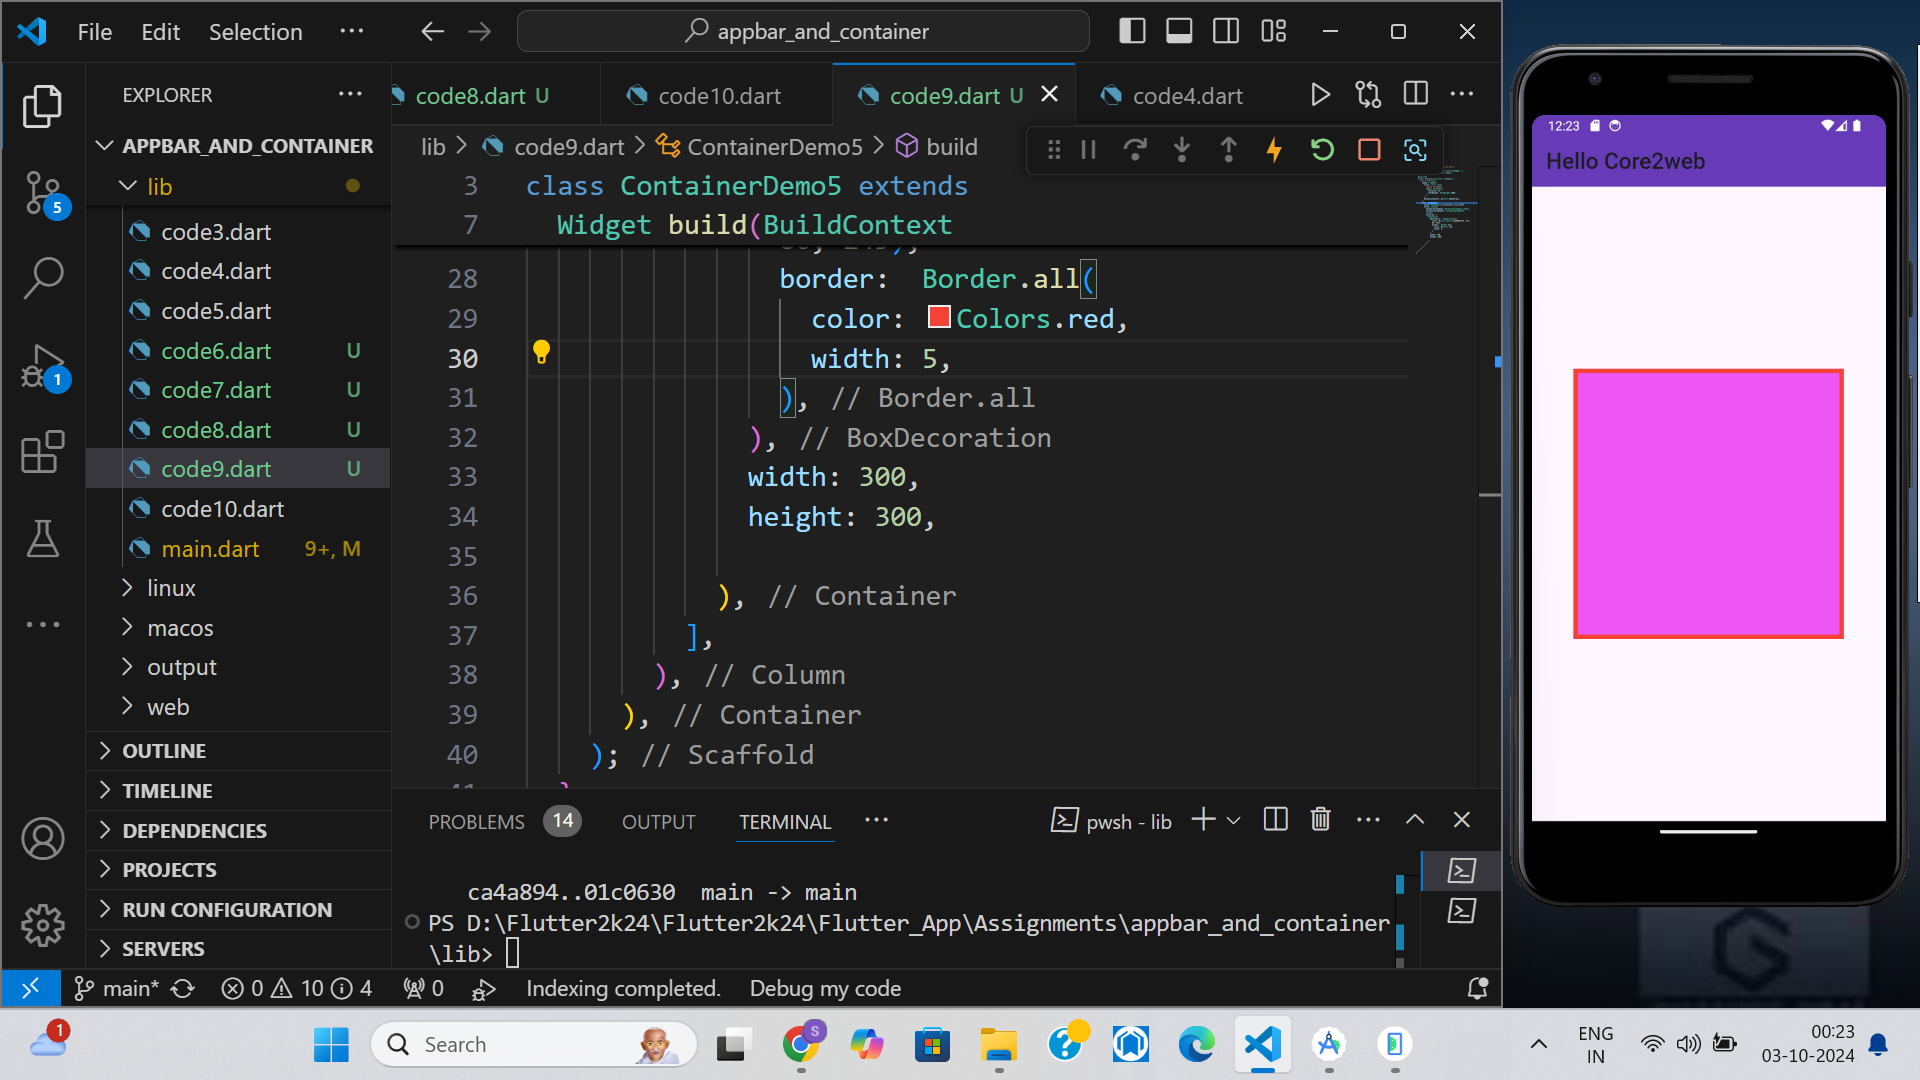 File Edit Selection ...
appbar_and_container
EXPLORER
APPBAR_AND_CONTAINER
lib
code3.dart
code4.dart
code5.dart
code6.dart U
code7.dart U
code8.dart U
code9.dart U
code10.dart
main.dart 9+, M
linux
macos
output
web
OUTLINE
TIMELINE
DEPENDENCIES
PROJECTS
RUN CONFIGURATION
SERVERS
5
1
code8.dart U
code10.dart
code9.dart U
code4.dart
lib > code9.dart > ContainerDemo5 > build
3 class ContainerDemo5 extends
7 Widget build(BuildContext
28 border:  Border.all(
29 color: Colors.red,
30 width: 5,
31 ), // Border.all
32 ), // BoxDecoration
33 width: 300,
34 height: 300,
35
36 ), // Container
37 ],
38 ), // Column
39 ), // Container
40 ); // Scaffold
PROBLEMS 14 OUTPUT TERMINAL ...
pwsh - lib
ca4a894..01c0630  main -> main
PS D:\Flutter2k24\Flutter2k24\Flutter_App\Assignments\appbar_and_container
\lib>
main* 0 10 4 0 Indexing completed. Debug my code
12:23
Hello Core2web
1
Search
S
ENG
IN
00:23
03-10-2024